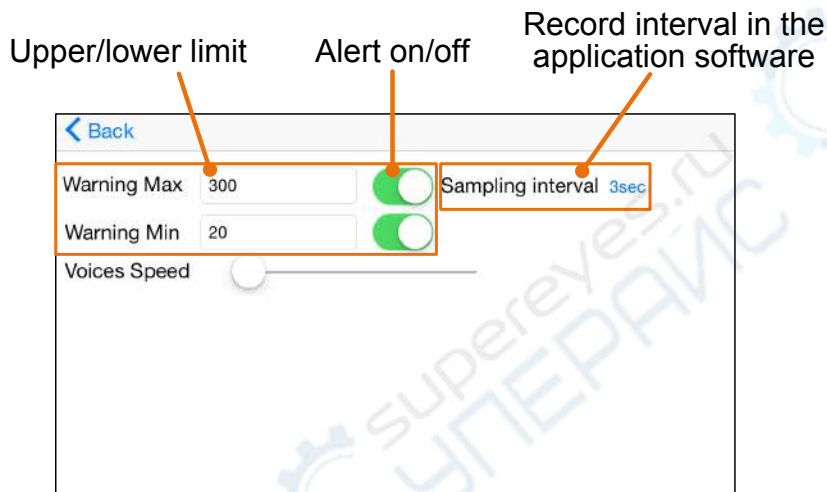 Upper/lower limit
Alert on/off
Record interval in the
application software
Back
Warning Max 300
Sampling interval 3sec
Warning Min 20
Voices Speed
supereyes.ru
УПЕРАЙС